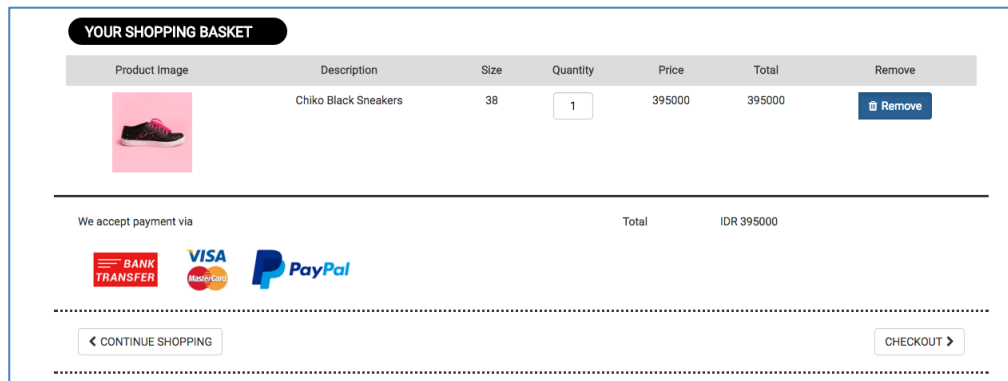 YOUR SHOPPING BASKET
Product Image Description Size Quantity Price Total Remove
Chiko Black Sneakers 38 1 395000 395000 Remove
We accept payment via Total IDR 395000
BANK TRANSFER VISA MasterCard PayPal
CONTINUE SHOPPING CHECKOUT